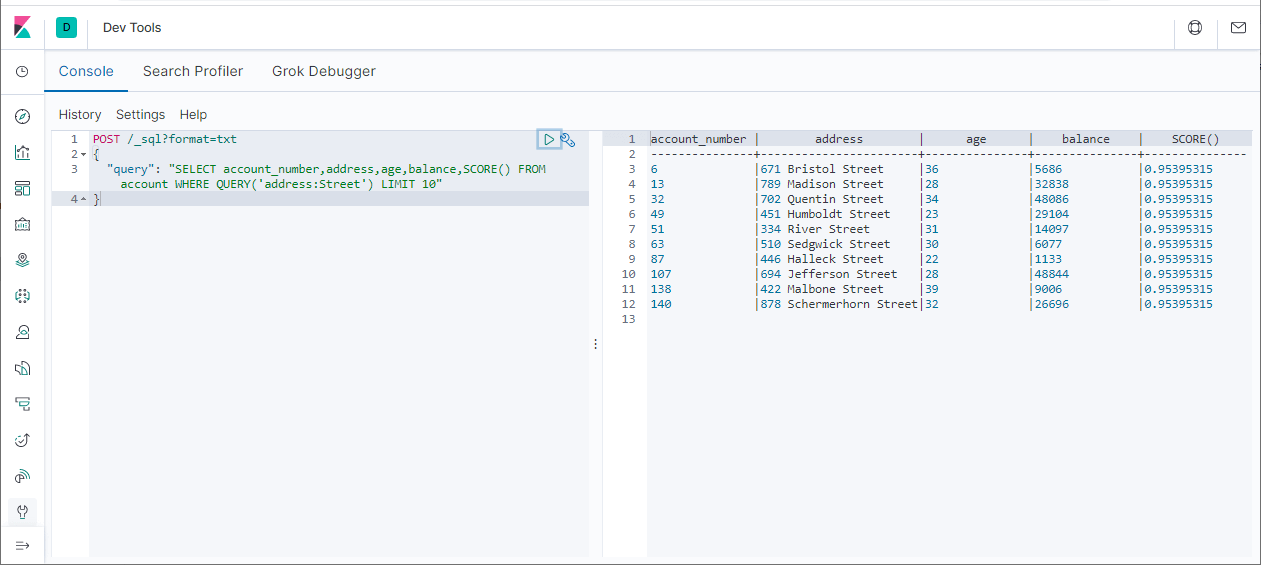 D Dev Tools
Console Search Profiler Grok Debugger
History Settings Help
1 POST /_sql?format=txt
2 {
3 "query": "SELECT account_number,address,age,balance,SCORE() FROM
account WHERE QUERY('address:Street') LIMIT 10"
4 }
1 account_number | address | age | balance | SCORE()
2 ---------------+------------------------+---------------+---------------+---------------
3 6 |671 Bristol Street |36 |5686 |0.95395315
4 13 |789 Madison Street |28 |32838 |0.95395315
5 32 |702 Quentin Street |34 |48086 |0.95395315
6 49 |451 Humboldt Street |23 |29104 |0.95395315
7 51 |334 River Street |31 |14097 |0.95395315
8 63 |510 Sedgwick Street |30 |6077 |0.95395315
9 87 |446 Halleck Street |22 |1133 |0.95395315
10 107 |694 Jefferson Street |28 |48844 |0.95395315
11 138 |422 Malbone Street |39 |9006 |0.95395315
12 140 |878 Schermerhorn Street|32 |26696 |0.95395315
13